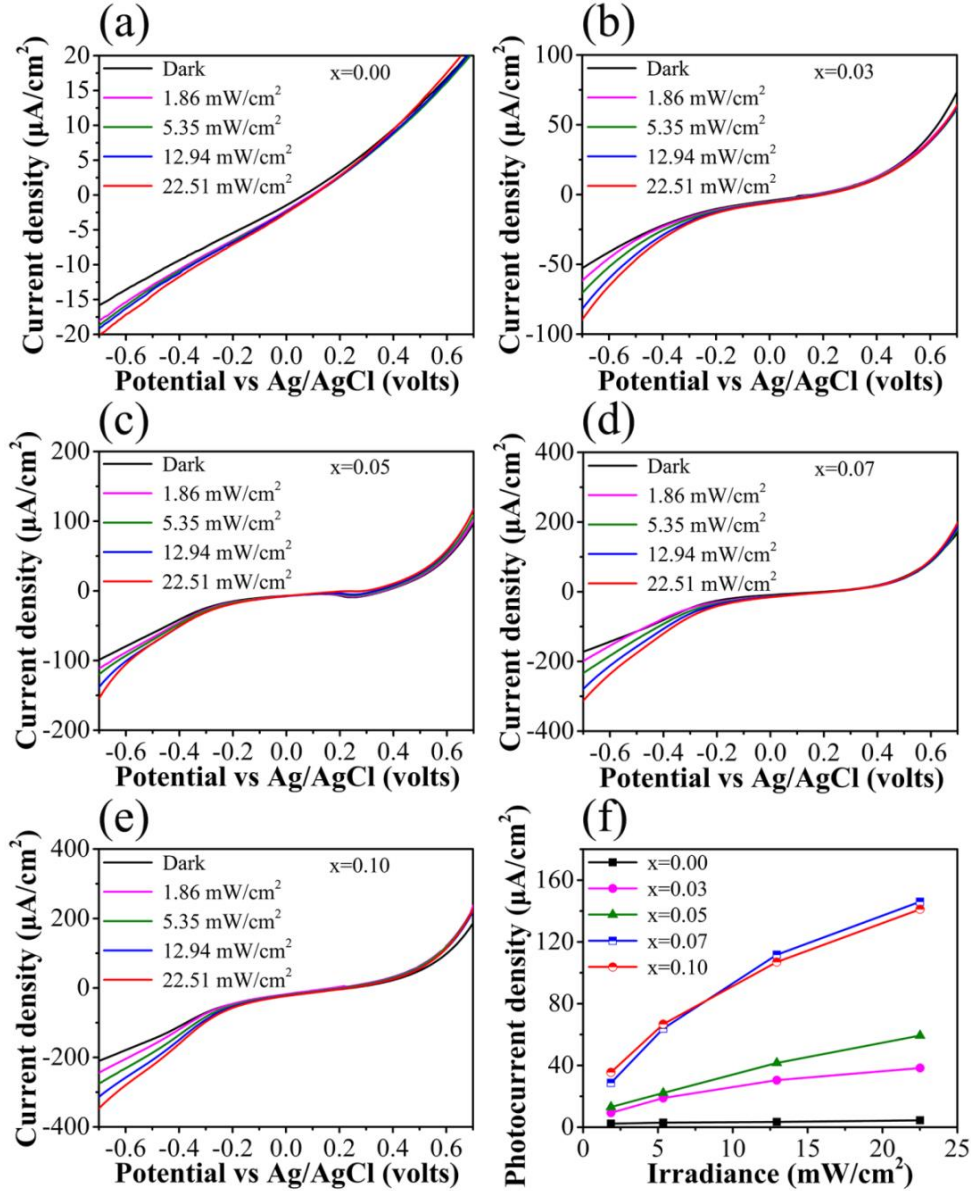 (a)
Current density (μA/cm²)
20
15
10
5
0
-5
-10
-15
20
Dark
1.86 mW/cm²
5.35 mW/cm²
12.94 mW/cm²
22.51 mW/cm²
x=0.00
-0.6 -0.4 -0.2 0.0 0.2 0.4 0.6
Potential vs Ag/AgCl (volts)
(b)
Current density (μA/cm²)
100
50
0
-50
-100
Dark
1.86 mW/cm²
5.35 mW/cm²
12.94 mW/cm²
22.51 mW/cm²
x=0.03
-0.6 -0.4 -0.2 0.0 0.2 0.4 0.6
Potential vs Ag/AgCl (volts)
(c)
Current density (μA/cm²)
200
100
0
-100
-200
Dark
1.86 mW/cm²
5.35 mW/cm²
12.94 mW/cm²
22.51 mW/cm²
x=0.05
-0.6 -0.4 -0.2 0.0 0.2 0.4 0.6
Potential vs Ag/AgCl (volts)
(d)
Current density (μA/cm²)
400
200
0
-200
-400
Dark
1.86 mW/cm²
5.35 mW/cm²
12.94 mW/cm²
22.51 mW/cm²
x=0.07
-0.6 -0.4 -0.2 0.0 0.2 0.4 0.6
Potential vs Ag/AgCl (volts)
(e)
Current density (μA/cm²)
400
200
0
-200
-400
Dark
1.86 mW/cm²
5.35 mW/cm²
12.94 mW/cm²
22.51 mW/cm²
x=0.10
-0.6 -0.4 -0.2 0.0 0.2 0.4 0.6
Potential vs Ag/AgCl (volts)
(f)
Photocurrent density (μA/cm²)
160
120
80
40
0
x=0.00
x=0.03
x=0.05
x=0.07
x=0.10
0 5 10 15 20 25
Irradiance (mW/cm²)